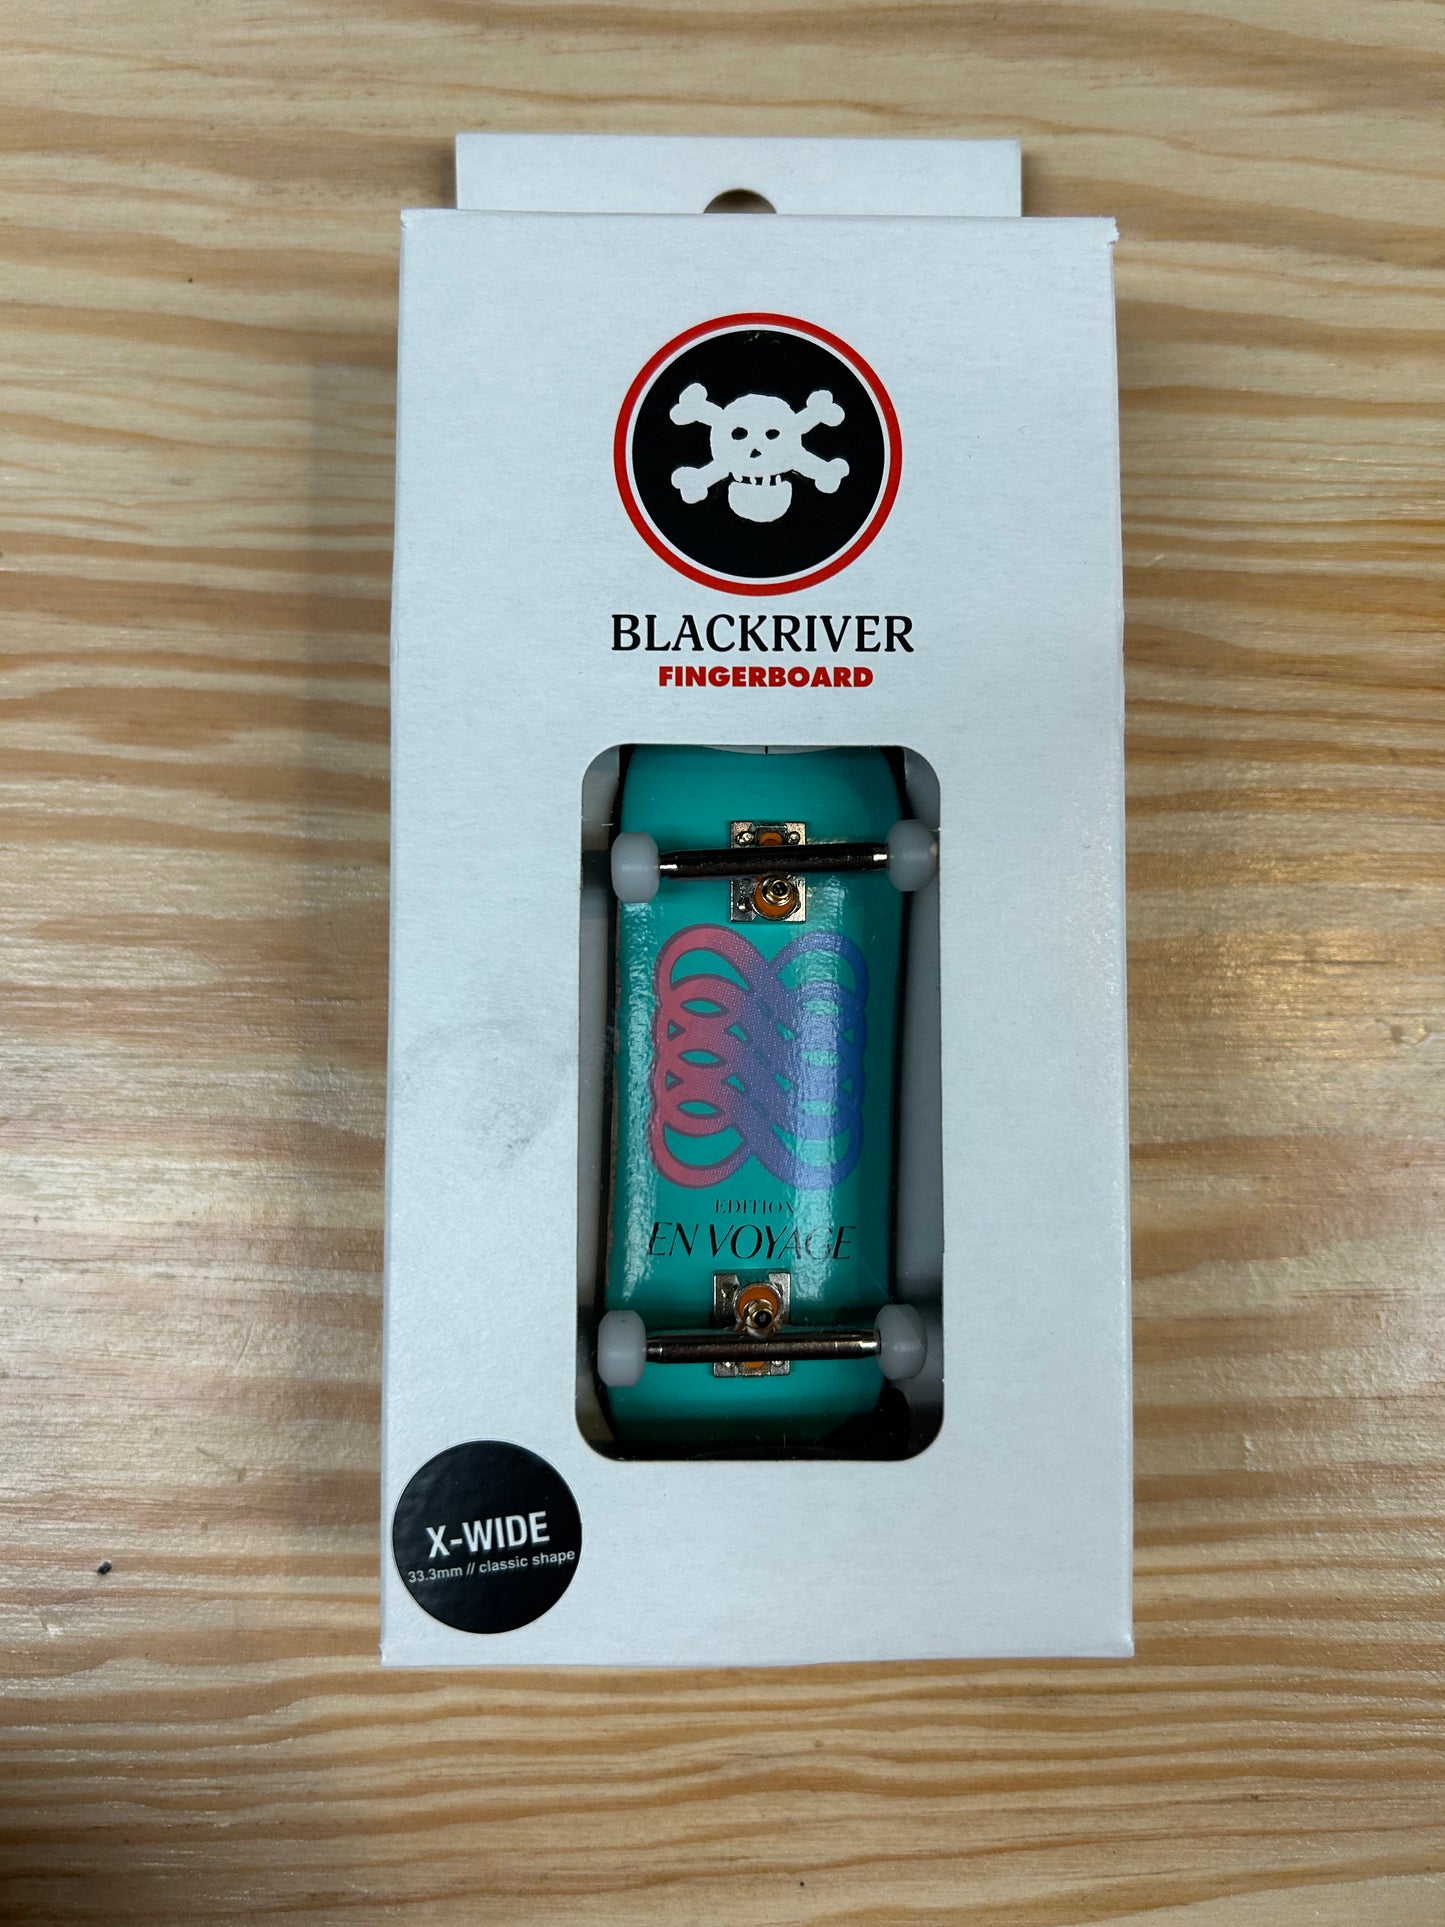 BLACKRIVER
FINGERBOARD
EDITION
EN VOYAGE
X-WIDE
33.3mm // classic shape